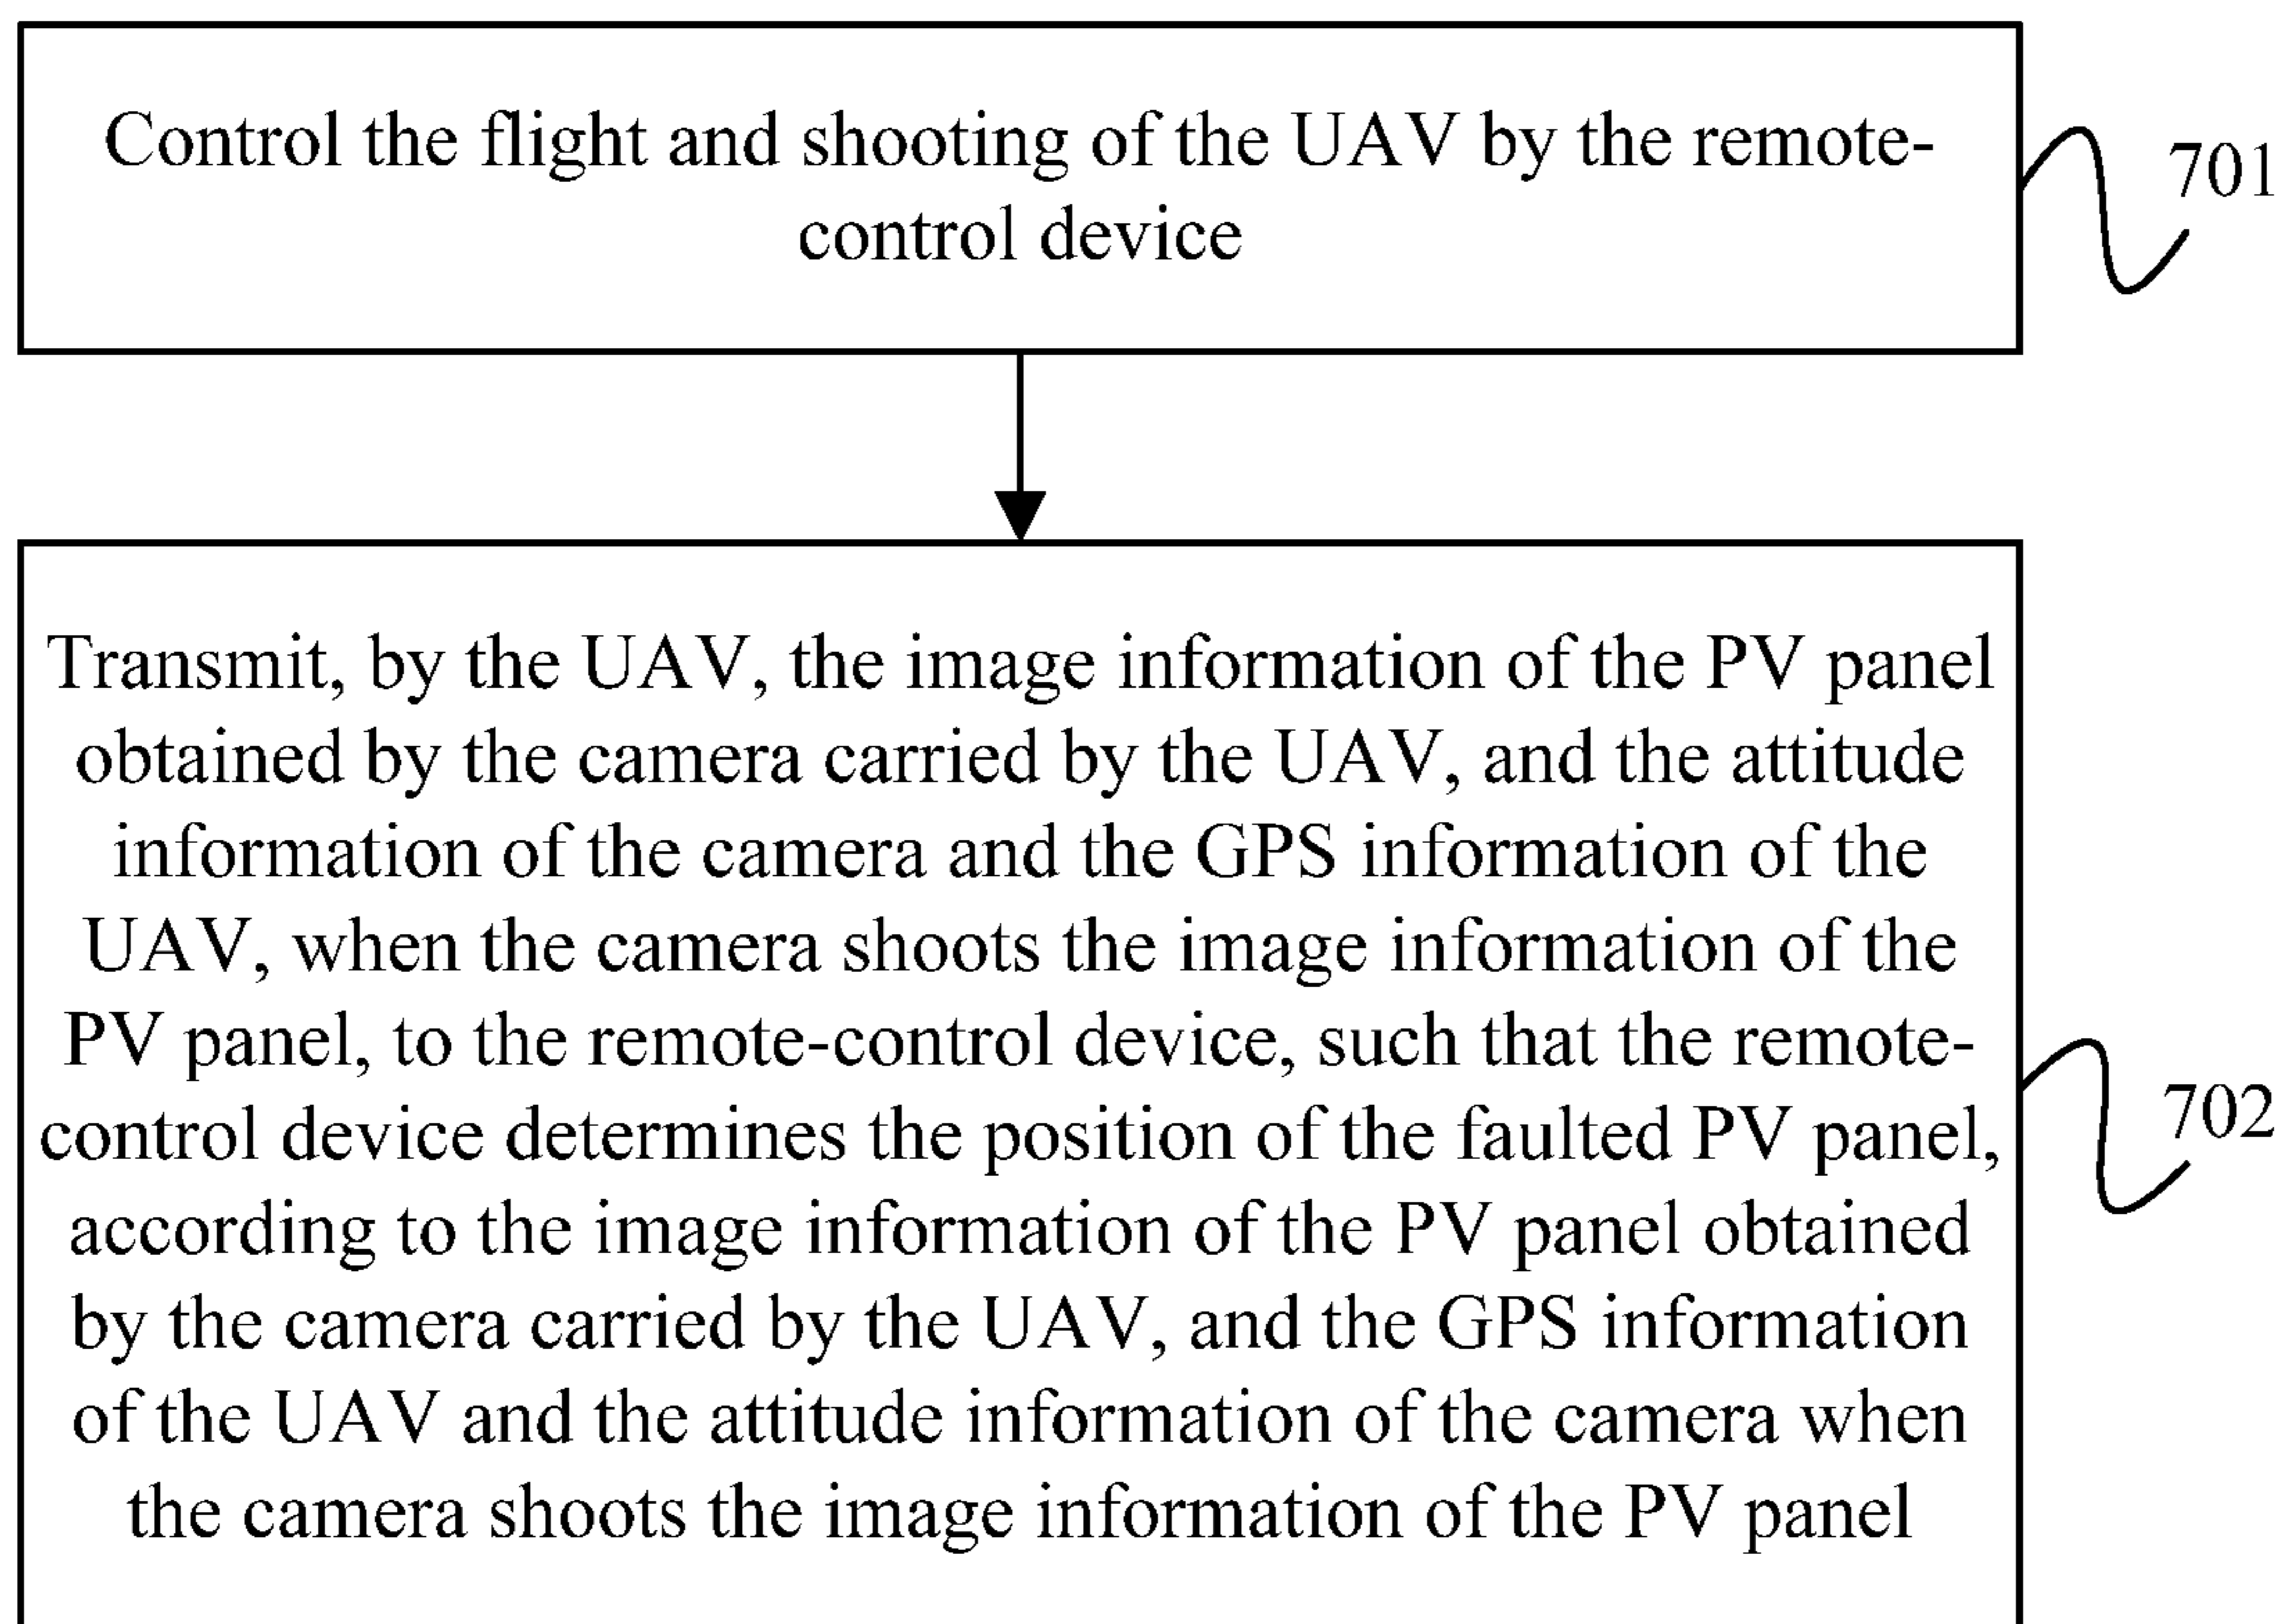 Control the flight and shooting of the UAV by the remote-
control device
701
Transmit, by the UAV, the image information of the PV panel
obtained by the camera carried by the UAV, and the attitude
information of the camera and the GPS information of the
UAV, when the camera shoots the image information of the
PV panel, to the remote-control device, such that the remote-
control device determines the position of the faulted PV panel,
according to the image information of the PV panel obtained
by the camera carried by the UAV, and the GPS information
of the UAV and the attitude information of the camera when
the camera shoots the image information of the PV panel
702